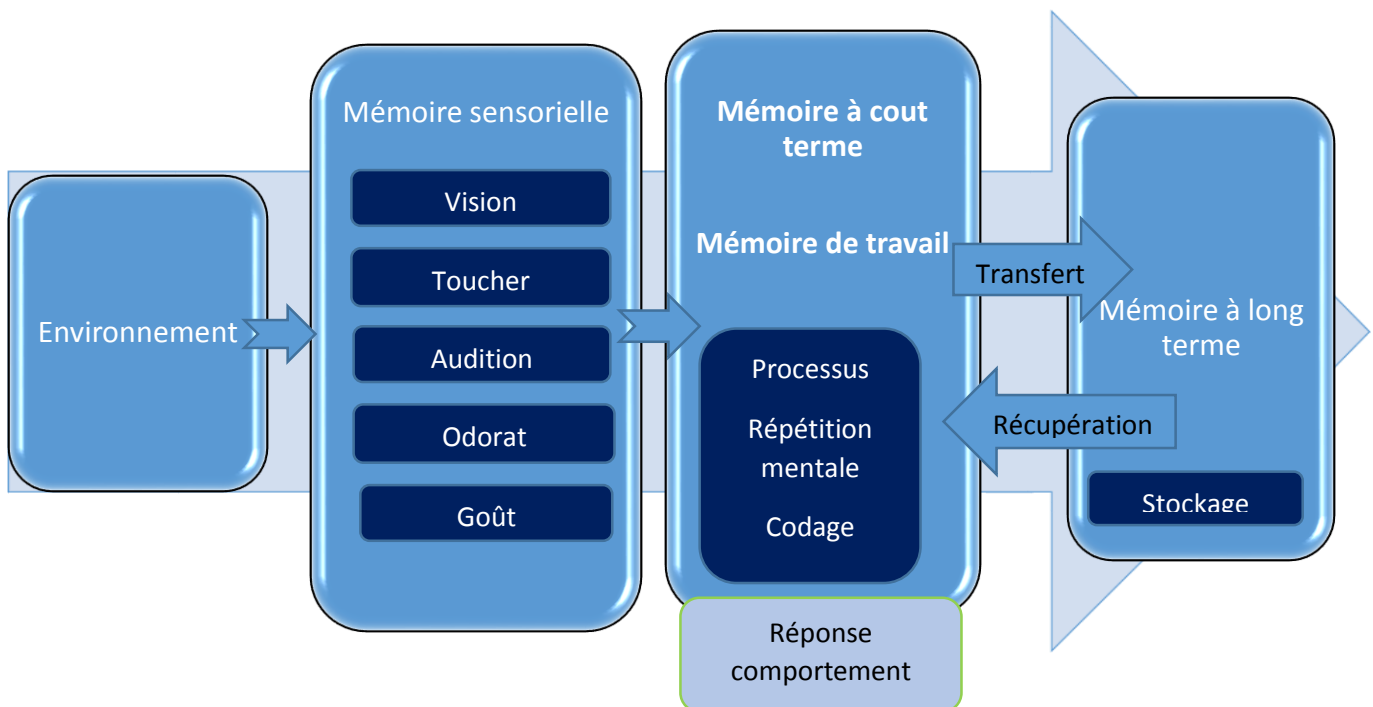 Environnement
Mémoire sensorielle
Vision
Toucher
Audition
Odorat
Goût
Mémoire à cout
terme
Mémoire de travail
Processus
Répétition
mentale
Codage
Réponse
comportement
Transfert
Récupération
Mémoire à long
terme
Stockage